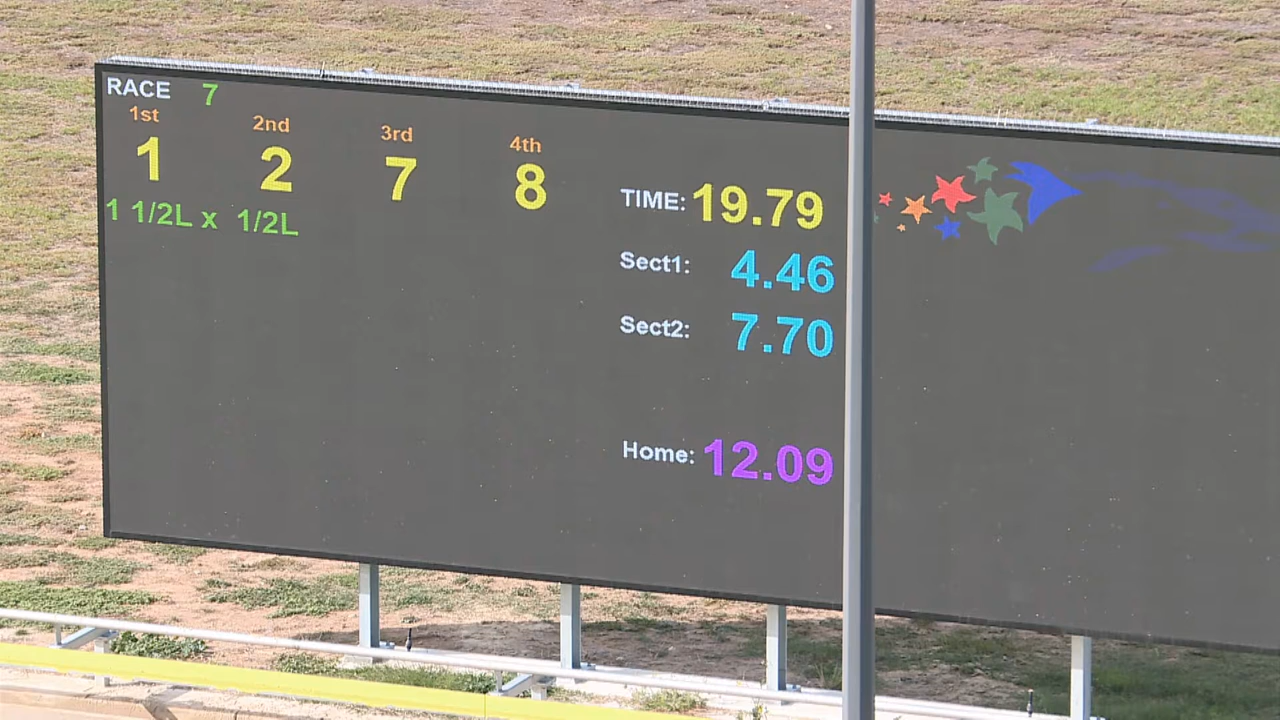 RACE 7
1st 2nd 3rd 4th
1 2 7 8
1 1/2L x 1/2L
TIME: 19.79
Sect1: 4.46
Sect2: 7.70
Home: 12.09